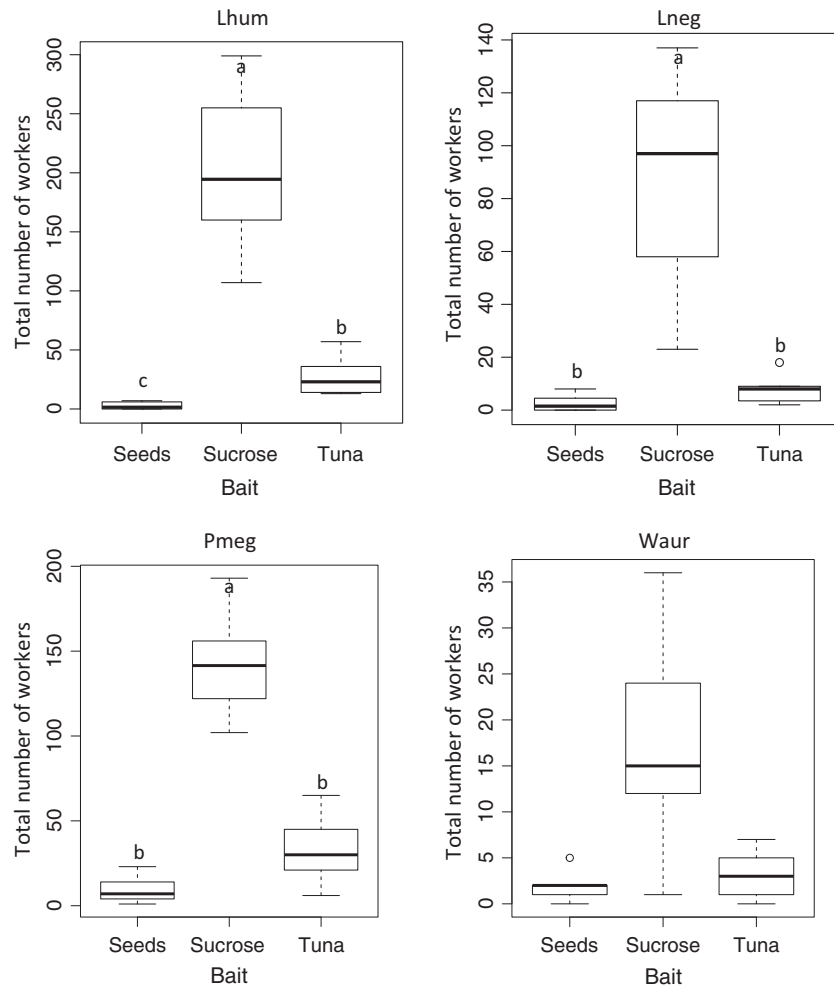 Lhum
Total number of workers
300
250
200
150
100
50
0
a
b
c
Seeds Sucrose Tuna
Bait
Lneg
Total number of workers
140
120
100
80
60
40
20
0
a
b
b
Seeds Sucrose Tuna
Bait
Pmeg
Total number of workers
200
150
100
50
0
a
b
b
Seeds Sucrose Tuna
Bait
Waur
Total number of workers
35
30
25
20
15
10
5
0
Seeds Sucrose Tuna
Bait